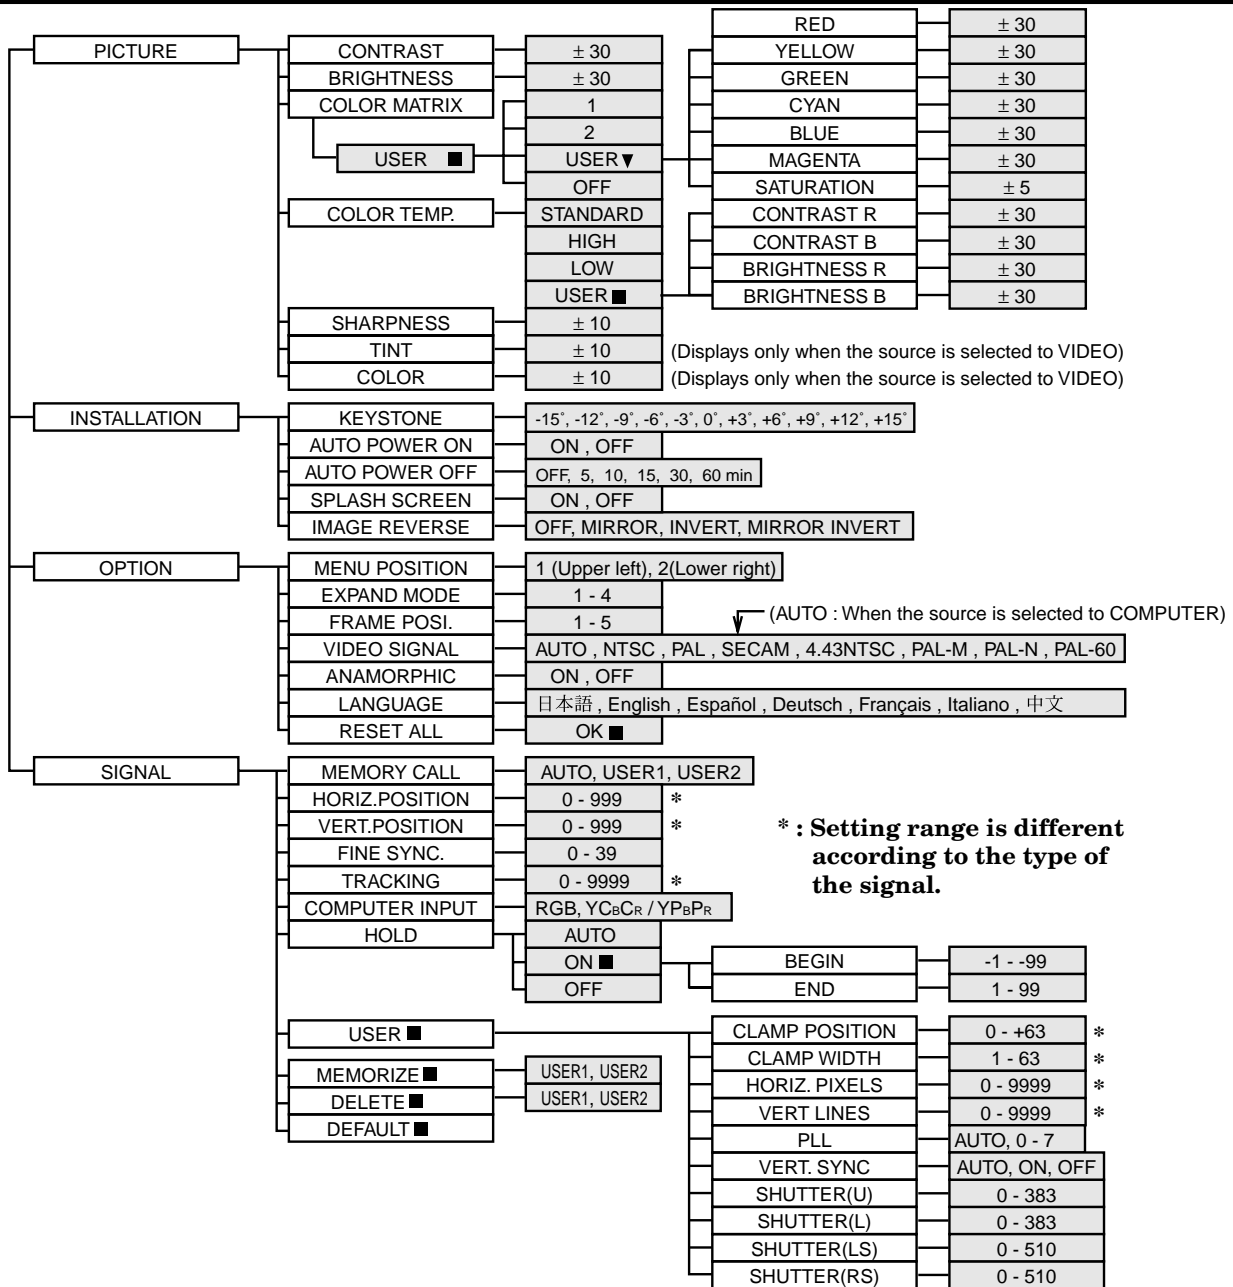 RED ± 30
PICTURE CONTRAST ± 30 YELLOW ± 30
BRIGHTNESS ± 30 GREEN ± 30
COLOR MATRIX 1 CYAN ± 30
2 BLUE ± 30
USER ■ USER▼ MAGENTA ± 30
OFF SATURATION ± 5
COLOR TEMP. STANDARD CONTRAST R ± 30
HIGH CONTRAST B ± 30
LOW BRIGHTNESS R ± 30
USER■ BRIGHTNESS B ± 30
SHARPNESS ± 10
TINT ± 10 (Displays only when the source is selected to VIDEO)
COLOR ± 10 (Displays only when the source is selected to VIDEO)
INSTALLATION KEYSTONE -15°, -12°, -9°, -6°, -3°, 0°, +3°, +6°, +9°, +12°, +15°
AUTO POWER ON ON , OFF
AUTO POWER OFF OFF, 5, 10, 15, 30, 60 min
SPLASH SCREEN ON , OFF
IMAGE REVERSE OFF, MIRROR, INVERT, MIRROR INVERT
OPTION MENU POSITION 1 (Upper left), 2(Lower right)
EXPAND MODE 1 - 4
FRAME POSI. 1 - 5 (AUTO : When the source is selected to COMPUTER)
VIDEO SIGNAL AUTO , NTSC , PAL , SECAM , 4.43NTSC , PAL-M , PAL-N , PAL-60
ANAMORPHIC ON , OFF
LANGUAGE 日本語 , English , Español , Deutsch , Français , Italiano , 中文
RESET ALL OK ■
SIGNAL MEMORY CALL AUTO, USER1, USER2
HORIZ.POSITION 0 - 999 *
VERT.POSITION 0 - 999 *
FINE SYNC. 0 - 39
TRACKING 0 - 9999 *
* : Setting range is different
according to the type of
the signal.
COMPUTER INPUT RGB, YCBCR / YPBPR
HOLD AUTO
ON ■ BEGIN -1 - -99
OFF END 1 - 99
USER ■ CLAMP POSITION 0 - +63 *
CLAMP WIDTH 1 - 63 *
MEMORIZE ■ USER1, USER2 HORIZ. PIXELS 0 - 9999 *
DELETE ■ USER1, USER2 VERT LINES 0 - 9999 *
DEFAULT ■ PLL AUTO, 0 - 7
VERT. SYNC AUTO, ON, OFF
SHUTTER(U) 0 - 383
SHUTTER(L) 0 - 383
SHUTTER(LS) 0 - 510
SHUTTER(RS) 0 - 510